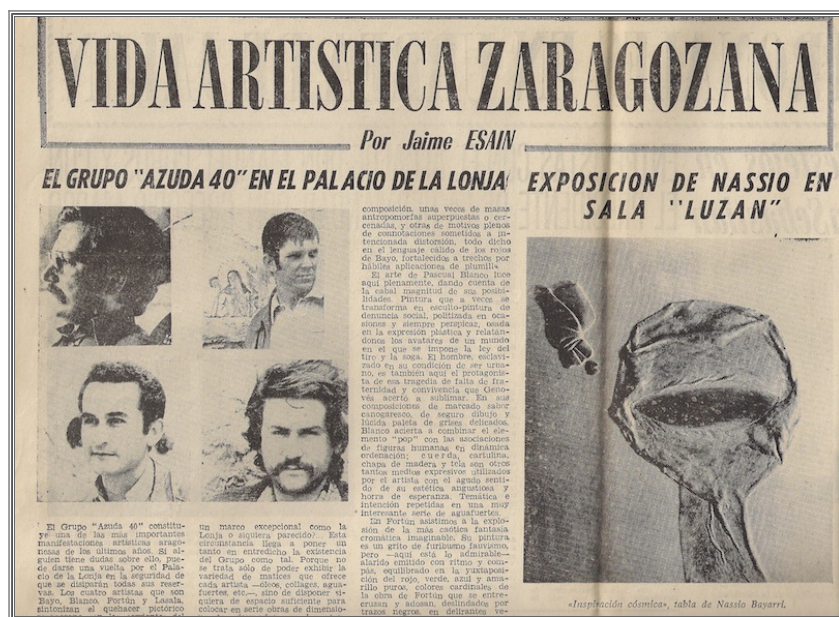 VIDA ARTISTICA ZARAGOZANA
Por Jaime ESAIN
EL GRUPO "AZUDA 40" EN EL PALACIO DE LA LONJA
El Grupo "Azuda 40" constitu-
ye una de las más importantes
manifestaciones artísticas arago-
nesas de los últimos años. Si al-
guien tiene dudas sobre ello, pue-
de darse una vuelta por el Pala-
cio de la Lonja en la seguridad de
que se disiparán todas sus reser-
vas. Los cuatro artistas que son
Bayo, Blanco, Fortún y Lasala,
sintonizan el quehacer pictórico
un marco excepcional como la
Lonja o siquiera parecido?... Esta
circunstancia llega a poner un
tanto en entredicho la existencia
del Grupo como tal. Porque no
se trata sólo de poder exhibir la
variedad de matices que ofrece
cada artista —óleos, collages, agua-
fuertes, etc.—, sino de disponer si-
quiera de espacio suficiente para
colocar en serie obras de dimensio-
composición, unas veces de masas
antropomorfas superpuestas o cer-
cenadas, y otras de motivos plenos
de connotaciones sometidos a in-
tencionada distorsión, todo dicho
en el lenguaje cálido de los rojos
de Bayo, fortalecidos a trechos por
hábiles aplicaciones de plumilla.
El arte de Pascual Blanco luce
aquí plenamente, dando cuenta de
la cabal magnitud de sus posibi-
lidades. Pintura que a veces se
transforma en esculto-pintura de
denuncia social, politizada en oca-
siones y siempre perspicaz, osada
en la expresión plástica y relatán-
donos los avatares de un mundo
en el que se impone la ley del
tiro y la soga. El hombre, esclavi-
zado en su condición de ser urba-
no, es también aquí el protagonis-
ta de esa tragedia de falta de fra-
ternidad y convivencia que Geno-
vés acertó a sublimar. En sus
composiciones de marcado sabor
canogaresco, de seguro dibujo y
lúcida paleta de grises delicados,
Blanco acierta a combinar el ele-
mento "pop" con las asociaciones
de figuras humanas en dinámica
ordenación; cuerda, cartulina,
chapa de madera y tela son otros
tantos medios expresivos utilizados
por el artista con el agudo senti-
do de su estética angustiosa y
horra de esperanza. Temática e
intención repetidas en una muy
interesante serie de aguafuertes.
En Fortún asistimos a la explo-
sión de la más caótica fantasía
cromática imaginable. Su pintura
es un grito de furibundo fauvismo,
pero —aquí está lo admirable—
alarido emitido con ritmo y com-
pás, equilibrado en la yuxtaposi-
ción del rojo, verde, azul y ama-
rillo puros, colores cardinales, de
la obra de Fortún que se entre-
cruzan y adosan, deslindados por
trazos negros, en delirantes ve-
EXPOSICION DE NASSIO EN
SALA "LUZAN"
«Inspiración cósmica», tabla de Nassio Bayarri.